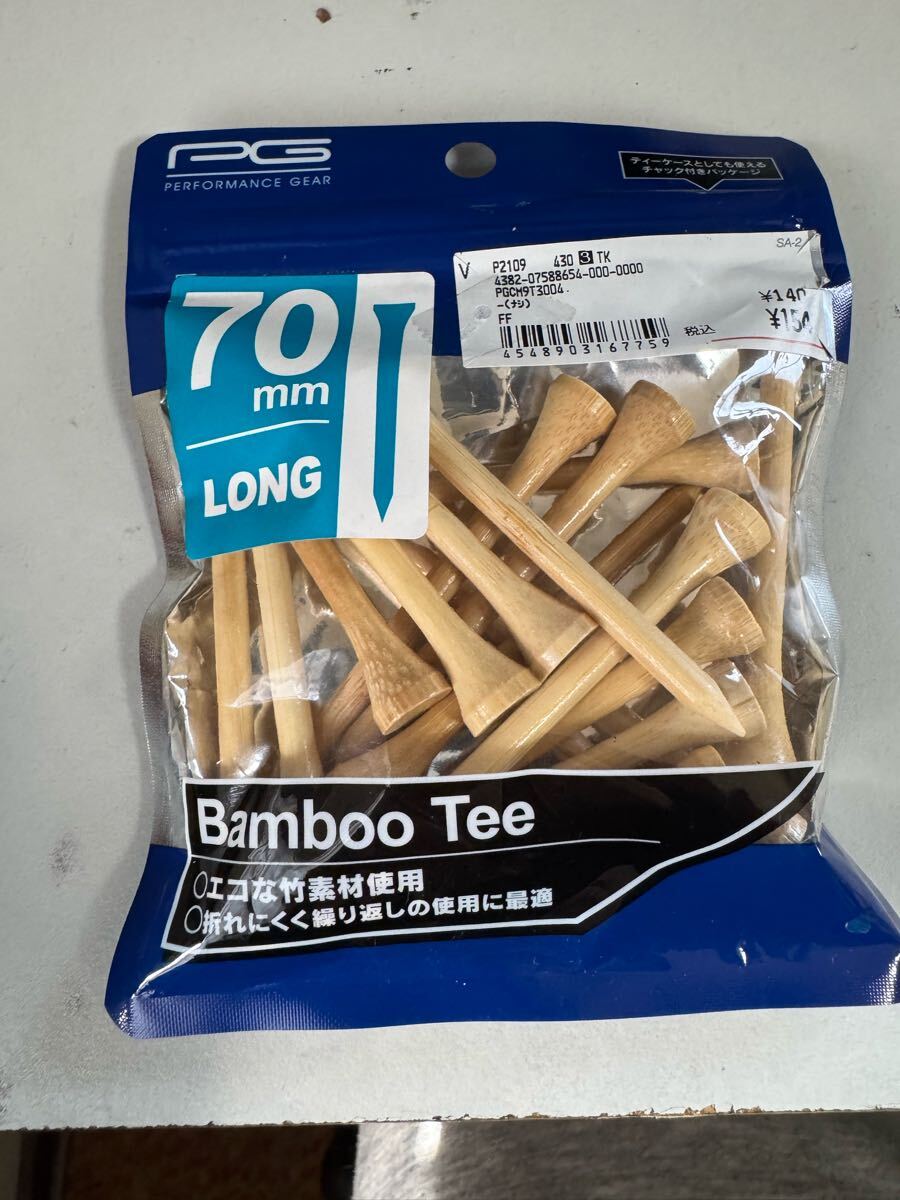 PG
PERFORMANCE GEAR
ティーケースとしても使える
チャック付きパッケージ
SA-2
V P2109 430 3 TK
4382-07588654-000-0000
PGCM9T3004.
-(ナシ)
FF
¥140
税込 ¥154
4548903167759
70
mm
LONG
Bamboo Tee
○エコな竹素材使用
○折れにくく繰り返しの使用に最適